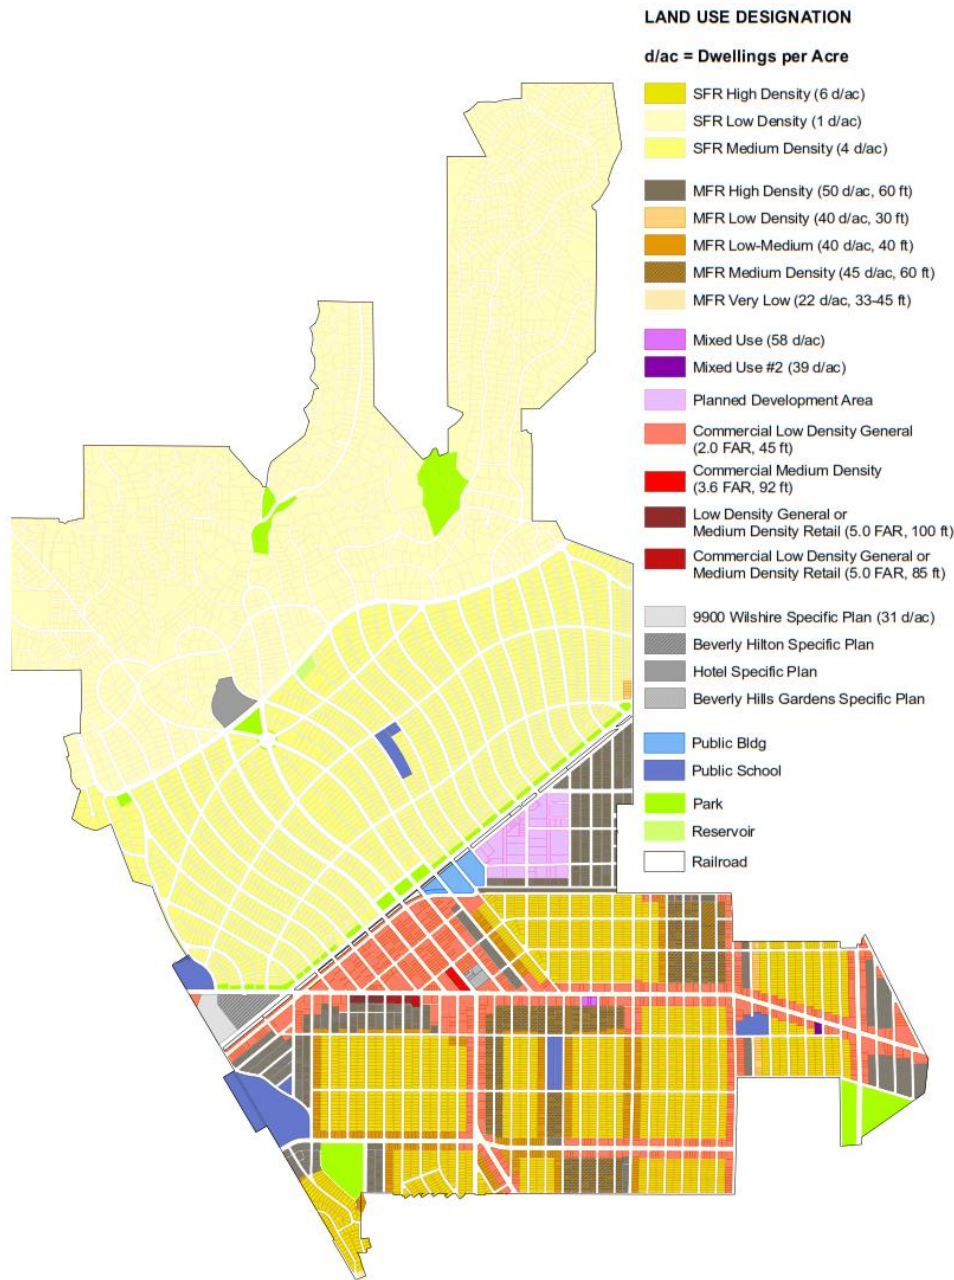 LAND USE DESIGNATION
d/ac = Dwellings per Acre
SFR High Density (6 d/ac)
SFR Low Density (1 d/ac)
SFR Medium Density (4 d/ac)
MFR High Density (50 d/ac, 60 ft)
MFR Low Density (40 d/ac, 30 ft)
MFR Low-Medium (40 d/ac, 40 ft)
MFR Medium Density (45 d/ac, 60 ft)
MFR Very Low (22 d/ac, 33-45 ft)
Mixed Use (58 d/ac)
Mixed Use #2 (39 d/ac)
Planned Development Area
Commercial Low Density General
(2.0 FAR, 45 ft)
Commercial Medium Density
(3.6 FAR, 92 ft)
Low Density General or
Medium Density Retail (5.0 FAR, 100 ft)
Commercial Low Density General or
Medium Density Retail (5.0 FAR, 85 ft)
9900 Wilshire Specific Plan (31 d/ac)
Beverly Hilton Specific Plan
Hotel Specific Plan
Beverly Hills Gardens Specific Plan
Public Bldg
Public School
Park
Reservoir
Railroad